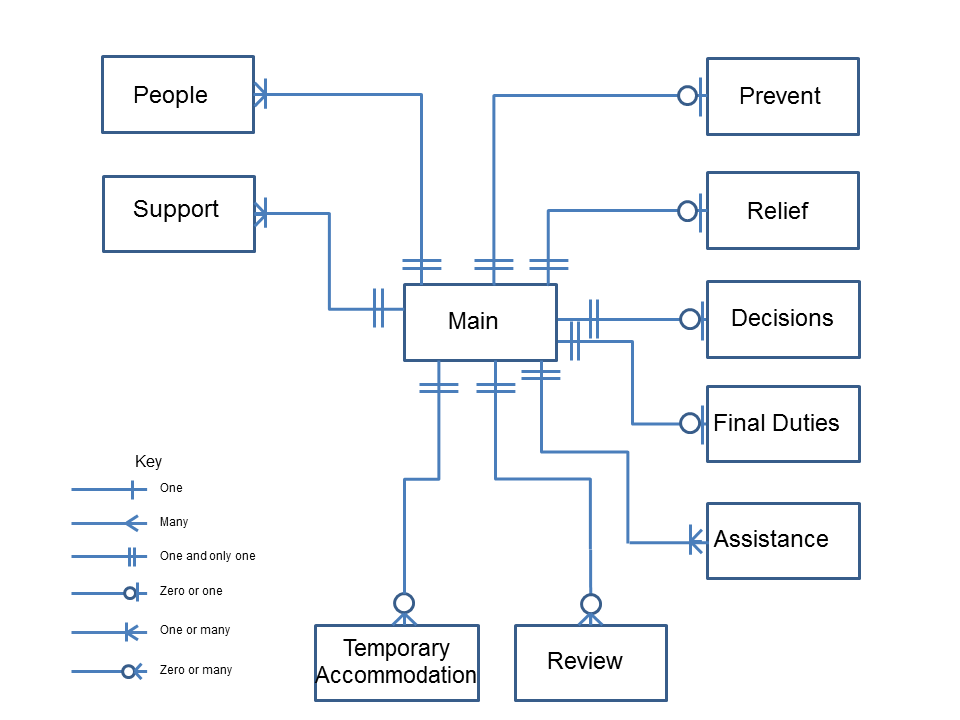 People
Prevent
Support
Relief
Main
Decisions
Final Duties
Assistance
Temporary
Accommodation
Review
Key
One
Many
One and only one
Zero or one
One or many
Zero or many